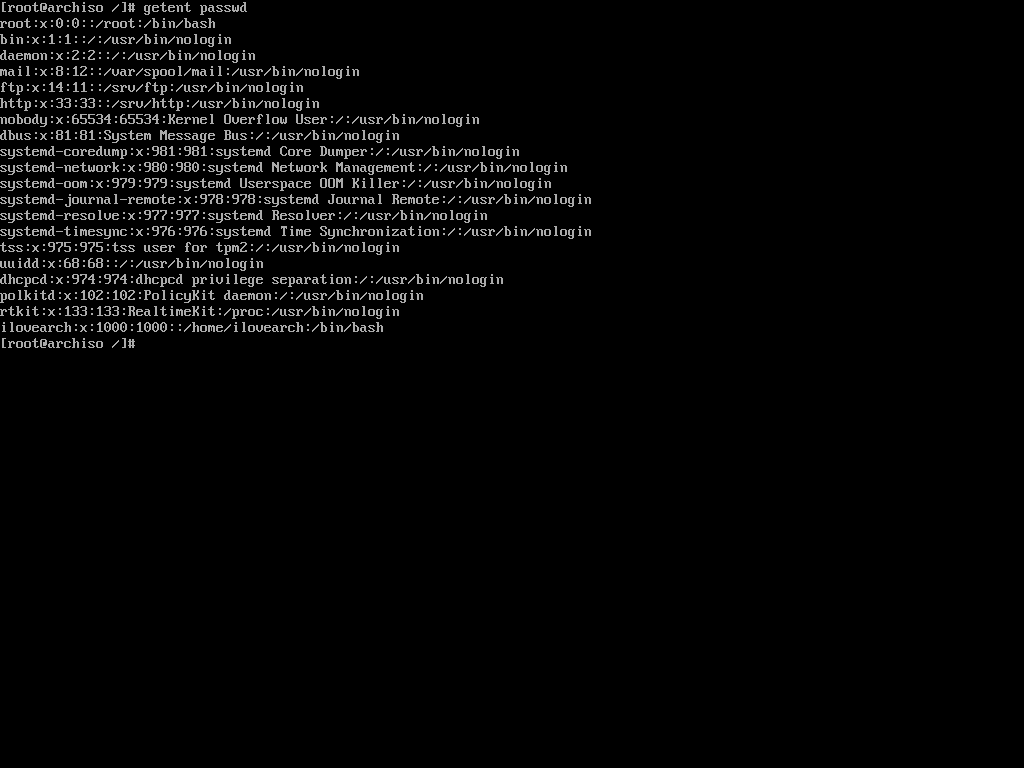 [root@archiso /]# getent passwd
root:x:0:0::/root:/bin/bash
bin:x:1:1::/:/usr/bin/nologin
daemon:x:2:2::/:/usr/bin/nologin
mail:x:8:12::/var/spool/mail:/usr/bin/nologin
ftp:x:14:11::/srv/ftp:/usr/bin/nologin
http:x:33:33::/srv/http:/usr/bin/nologin
nobody:x:65534:65534:Kernel Overflow User:/:/usr/bin/nologin
dbus:x:81:81:System Message Bus:/:/usr/bin/nologin
systemd-coredump:x:981:981:systemd Core Dumper:/:/usr/bin/nologin
systemd-network:x:980:980:systemd Network Management:/:/usr/bin/nologin
systemd-oom:x:979:979:systemd Userspace OOM Killer:/:/usr/bin/nologin
systemd-journal-remote:x:978:978:systemd Journal Remote:/:/usr/bin/nologin
systemd-resolve:x:977:977:systemd Resolver:/:/usr/bin/nologin
systemd-timesync:x:976:976:systemd Time Synchronization:/:/usr/bin/nologin
tss:x:975:975:tss user for tpm2:/:/usr/bin/nologin
uuidd:x:68:68::/:/usr/bin/nologin
dhcpcd:x:974:974:dhcpcd privilege separation:/:/usr/bin/nologin
polkitd:x:102:102:PolicyKit daemon:/:/usr/bin/nologin
rtkit:x:133:133:RealtimeKit:/proc:/usr/bin/nologin
ilovearch:x:1000:1000::/home/ilovearch:/bin/bash
[root@archiso /]#